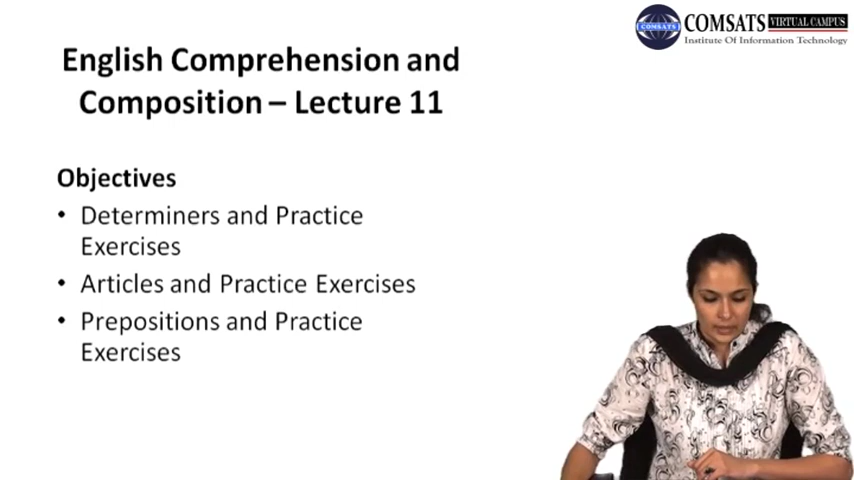 COMSATS VIRTUAL CAMPUS
COMSATS
Institute Of Information Technology
English Comprehension and
Composition – Lecture 11
Objectives
• Determiners and Practice
Exercises
• Articles and Practice Exercises
• Prepositions and Practice
Exercises